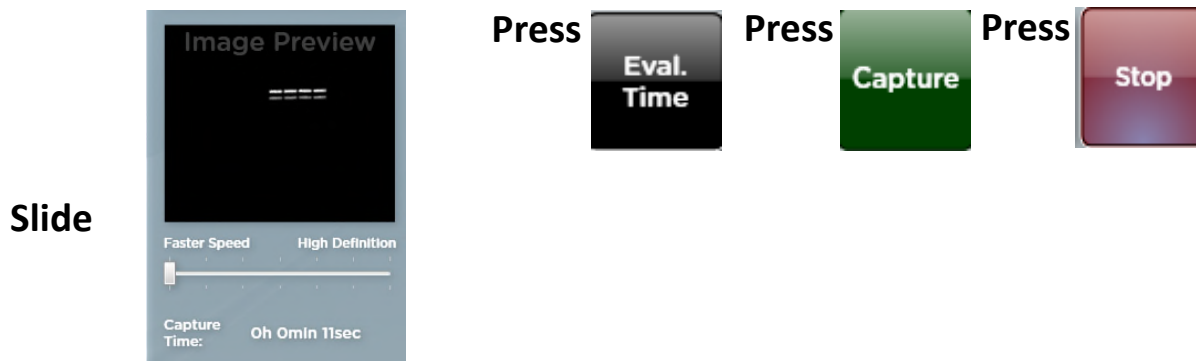 Image Preview
Press
Eval.
Time
Press
Capture
Press
Stop
Slide
Faster Speed High Definition
Capture
Time: 0h 0min 11sec